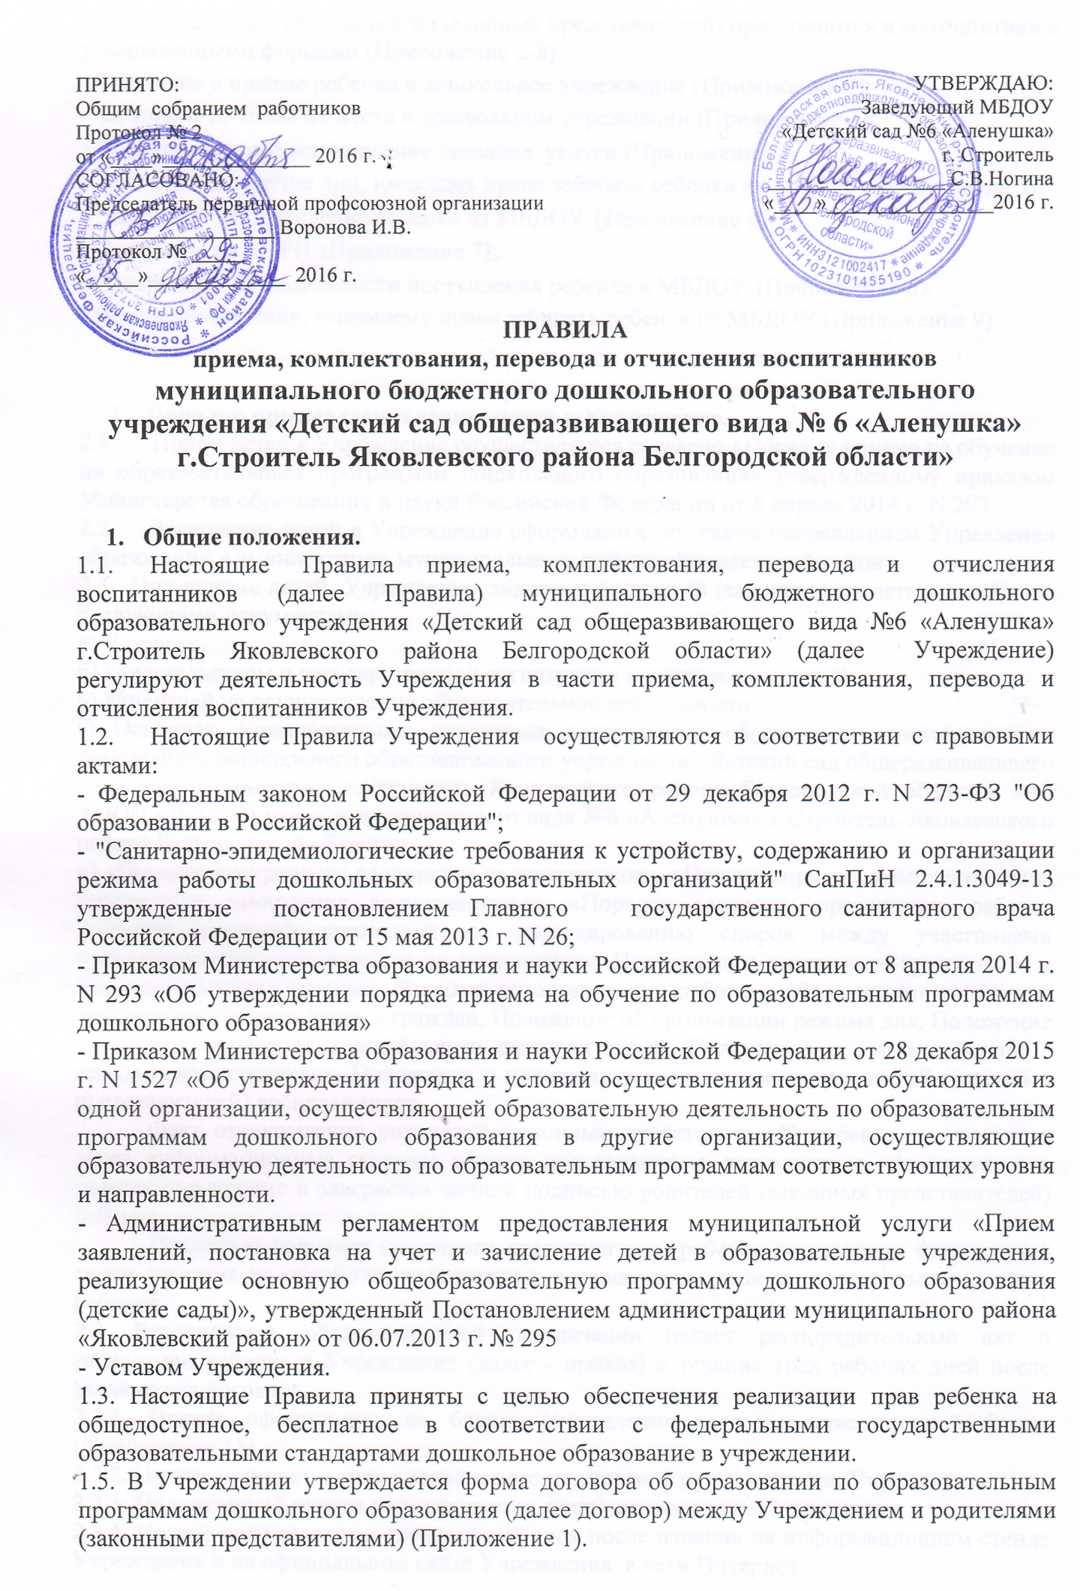 ПРИНЯТО:
Общим собранием работников
Протокол № 2
от « » декабря 2016 г.
СОГЛАСОВАНО:
Председатель первичной профсоюзной организации
Воронова И.В.
Протокол № 29
« 15 » декабря 2016 г.
УТВЕРЖДАЮ:
Заведующий МБДОУ
«Детский сад №6 «Аленушка»
г. Строитель
С.В.Ногина
« 15 » декабря 2016 г.
ПРАВИЛА
приема, комплектования, перевода и отчисления воспитанников
муниципального бюджетного дошкольного образовательного
учреждения «Детский сад общеразвивающего вида № 6 «Аленушка»
г.Строитель Яковлевского района Белгородской области»
1. Общие положения.
1.1. Настоящие Правила приема, комплектования, перевода и отчисления
воспитанников (далее Правила) муниципального бюджетного дошкольного
образовательного учреждения «Детский сад общеразвивающего вида №6 «Аленушка»
г.Строитель Яковлевского района Белгородской области» (далее Учреждение)
регулируют деятельность Учреждения в части приема, комплектования, перевода и
отчисления воспитанников Учреждения.
1.2. Настоящие Правила Учреждения осуществляются в соответствии с правовыми
актами:
- Федеральным законом Российской Федерации от 29 декабря 2012 г. N 273-ФЗ "Об
образовании в Российской Федерации";
- "Санитарно-эпидемиологические требования к устройству, содержанию и организации
режима работы дошкольных образовательных организаций" СанПиН 2.4.1.3049-13
утвержденные постановлением Главного государственного санитарного врача
Российской Федерации от 15 мая 2013 г. N 26;
- Приказом Министерства образования и науки Российской Федерации от 8 апреля 2014 г.
N 293 «Об утверждении порядка приема на обучение по образовательным программам
дошкольного образования»
- Приказом Министерства образования и науки Российской Федерации от 28 декабря 2015
г. N 1527 «Об утверждении порядка и условий осуществления перевода обучающихся из
одной организации, осуществляющей образовательную деятельность по образовательным
программам дошкольного образования в другие организации, осуществляющие
образовательную деятельность по образовательным программам соответствующих уровня
и направленности.
- Административным регламентом предоставления муниципальной услуги «Прием
заявлений, постановка на учет и зачисление детей в образовательные учреждения,
реализующие основную общеобразовательную программу дошкольного образования
(детские сады)», утвержденный Постановлением администрации муниципального района
«Яковлевский район» от 06.07.2013 г. № 295
- Уставом Учреждения.
1.3. Настоящие Правила приняты с целью обеспечения реализации прав ребенка на
общедоступное, бесплатное в соответствии с федеральными государственными
образовательными стандартами дошкольное образование в учреждении.
1.5. В Учреждении утверждается форма договора об образовании по образовательным
программам дошкольного образования (далее договор) между Учреждением и родителями
(законными представителями) (Приложение 1).